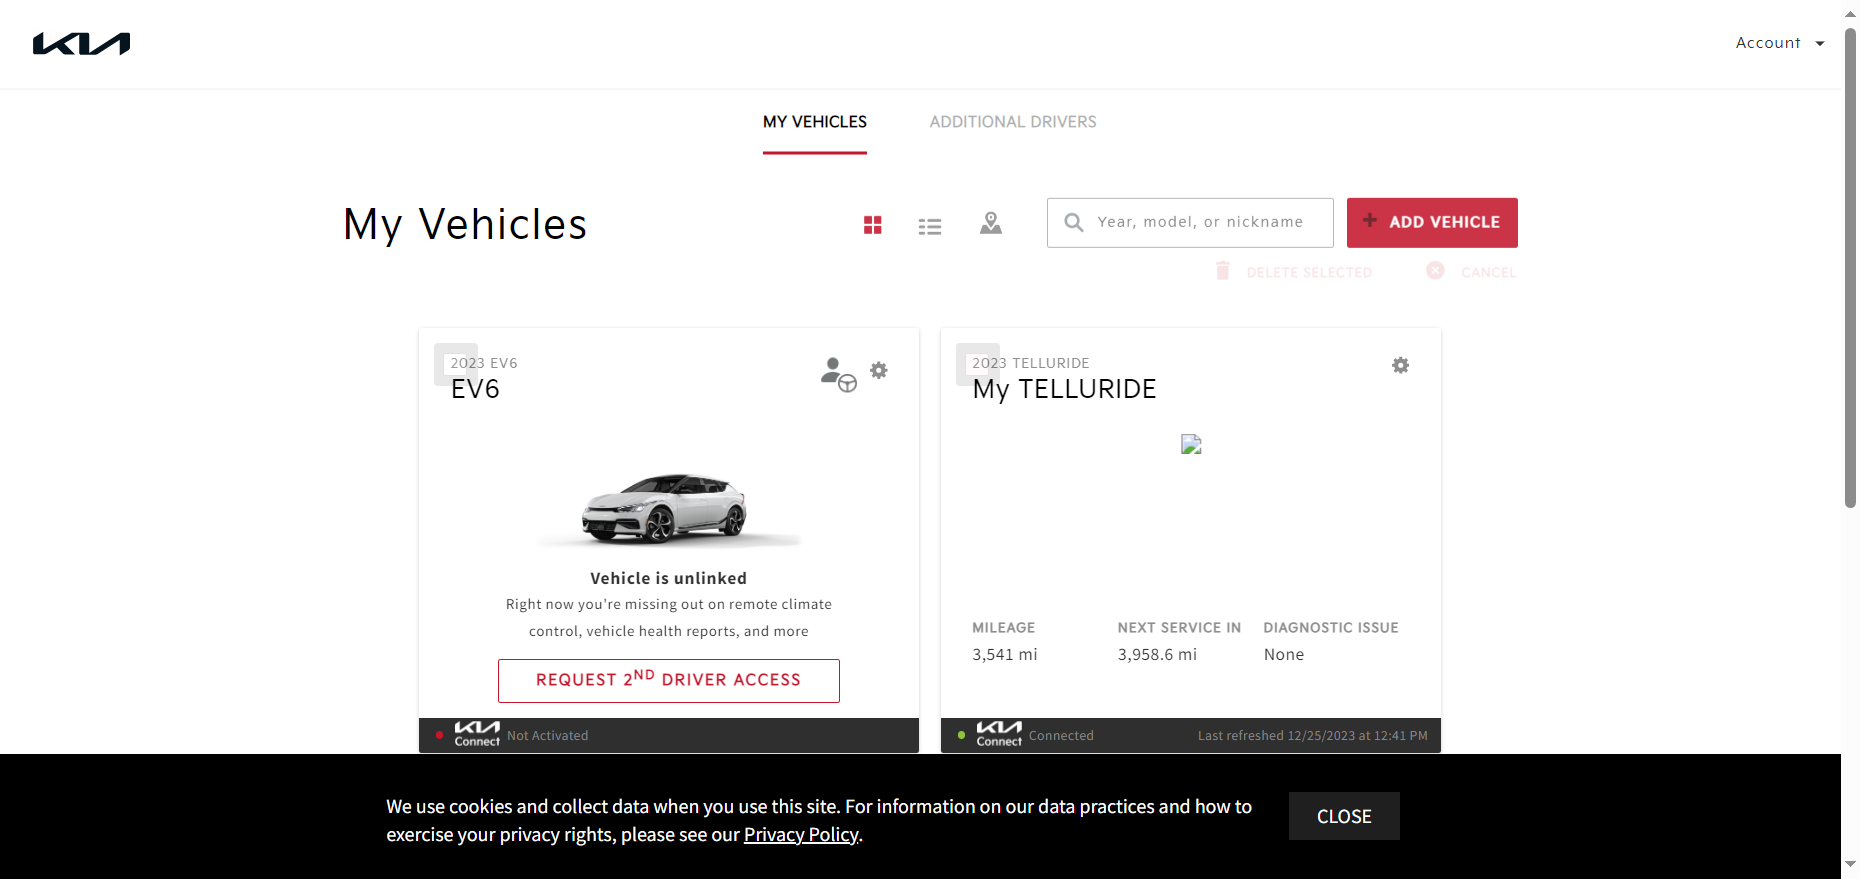 KIA
Account
MY VEHICLES
ADDITIONAL DRIVERS
My Vehicles
Year, model, or nickname
+ ADD VEHICLE
DELETE SELECTED
CANCEL
2023 EV6
EV6
Vehicle is unlinked
Right now you're missing out on remote climate
control, vehicle health reports, and more
REQUEST 2ND DRIVER ACCESS
KIA Connect Not Activated
2023 TELLURIDE
My TELLURIDE
MILEAGE NEXT SERVICE IN DIAGNOSTIC ISSUE
3,541 mi 3,958.6 mi None
KIA Connect Connected Last refreshed 12/25/2023 at 12:41 PM
We use cookies and collect data when you use this site. For information on our data practices and how to
exercise your privacy rights, please see our Privacy Policy.
CLOSE